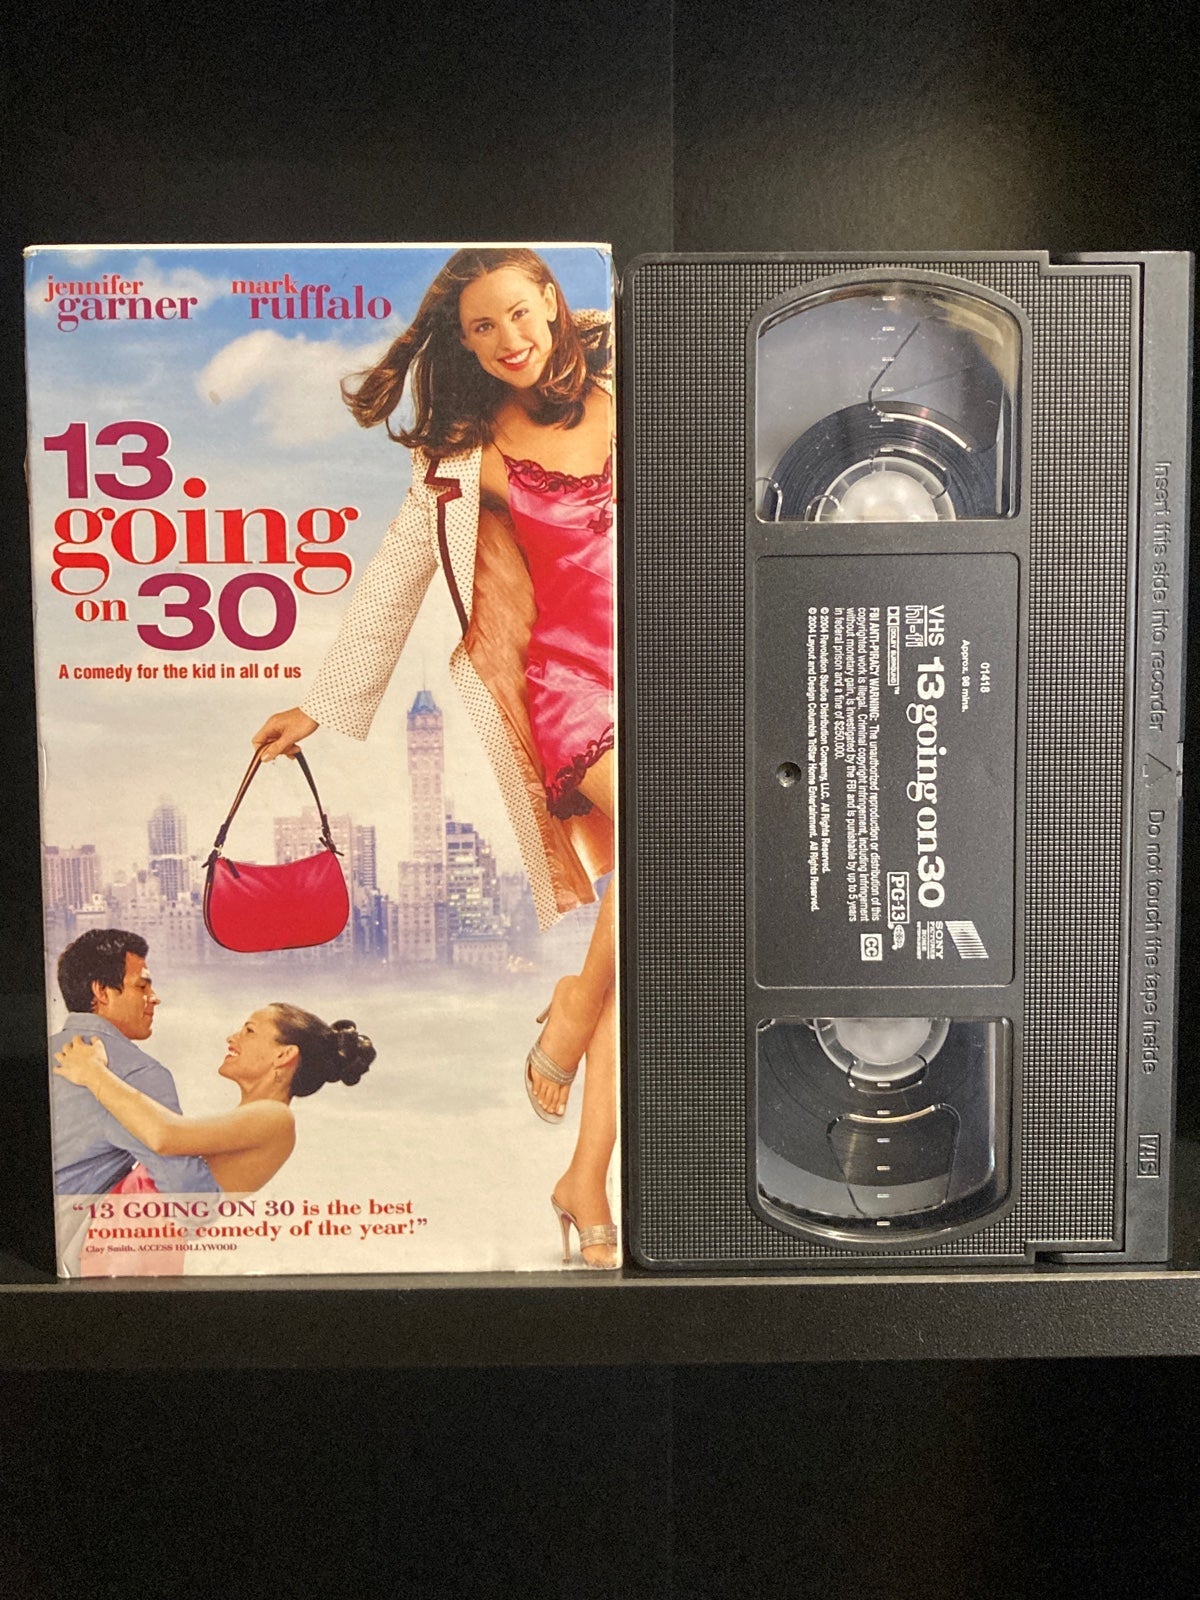 jennifer
garner
mark
ruffalo
13
going
on 30
A comedy for the kid in all of us
“13 GOING ON 30 is the best
romantic comedy of the year!”
Clay Smith, ACCESS HOLLYWOOD
01418
Approx. 98 mins.
VHS
hi-fi
13 going on 30
SONY
PICTURES
HOME
DOLBY SURROUND™
PG-13
CC
FBI ANTI-PIRACY WARNING: The unauthorized reproduction or distribution of this
copyrighted work is illegal. Criminal copyright infringement, including infringement
without monetary gain, is investigated by the FBI and is punishable by up to 5 years
in federal prison and a fine of $250,000.
© 2004 Revolution Studios Distribution Company, LLC. All Rights Reserved.
© 2004 Layout and Design Columbia TriStar Home Entertainment. All Rights Reserved.
Insert this side into recorder △ Do not touch the tape inside
VHS